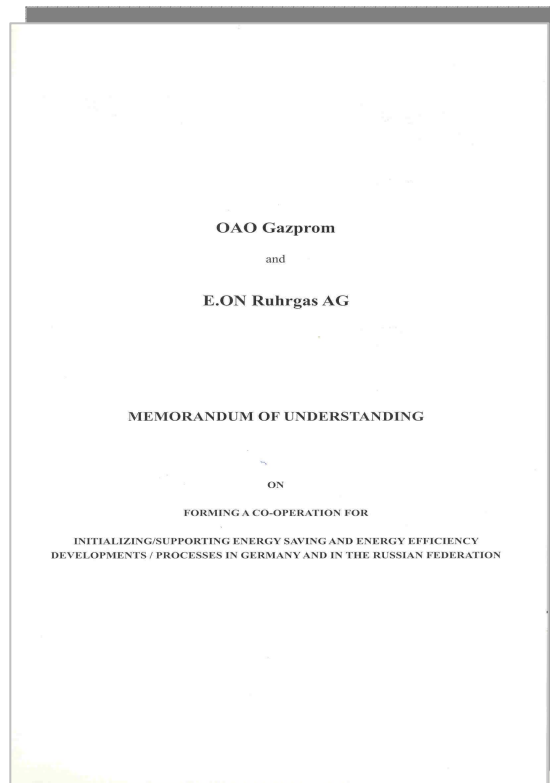 OAO Gazprom
and
E.ON Ruhrgas AG
MEMORANDUM OF UNDERSTANDING
ON
FORMING A CO-OPERATION FOR
INITIALIZING/SUPPORTING ENERGY SAVING AND ENERGY EFFICIENCY
DEVELOPMENTS / PROCESSES IN GERMANY AND IN THE RUSSIAN FEDERATION